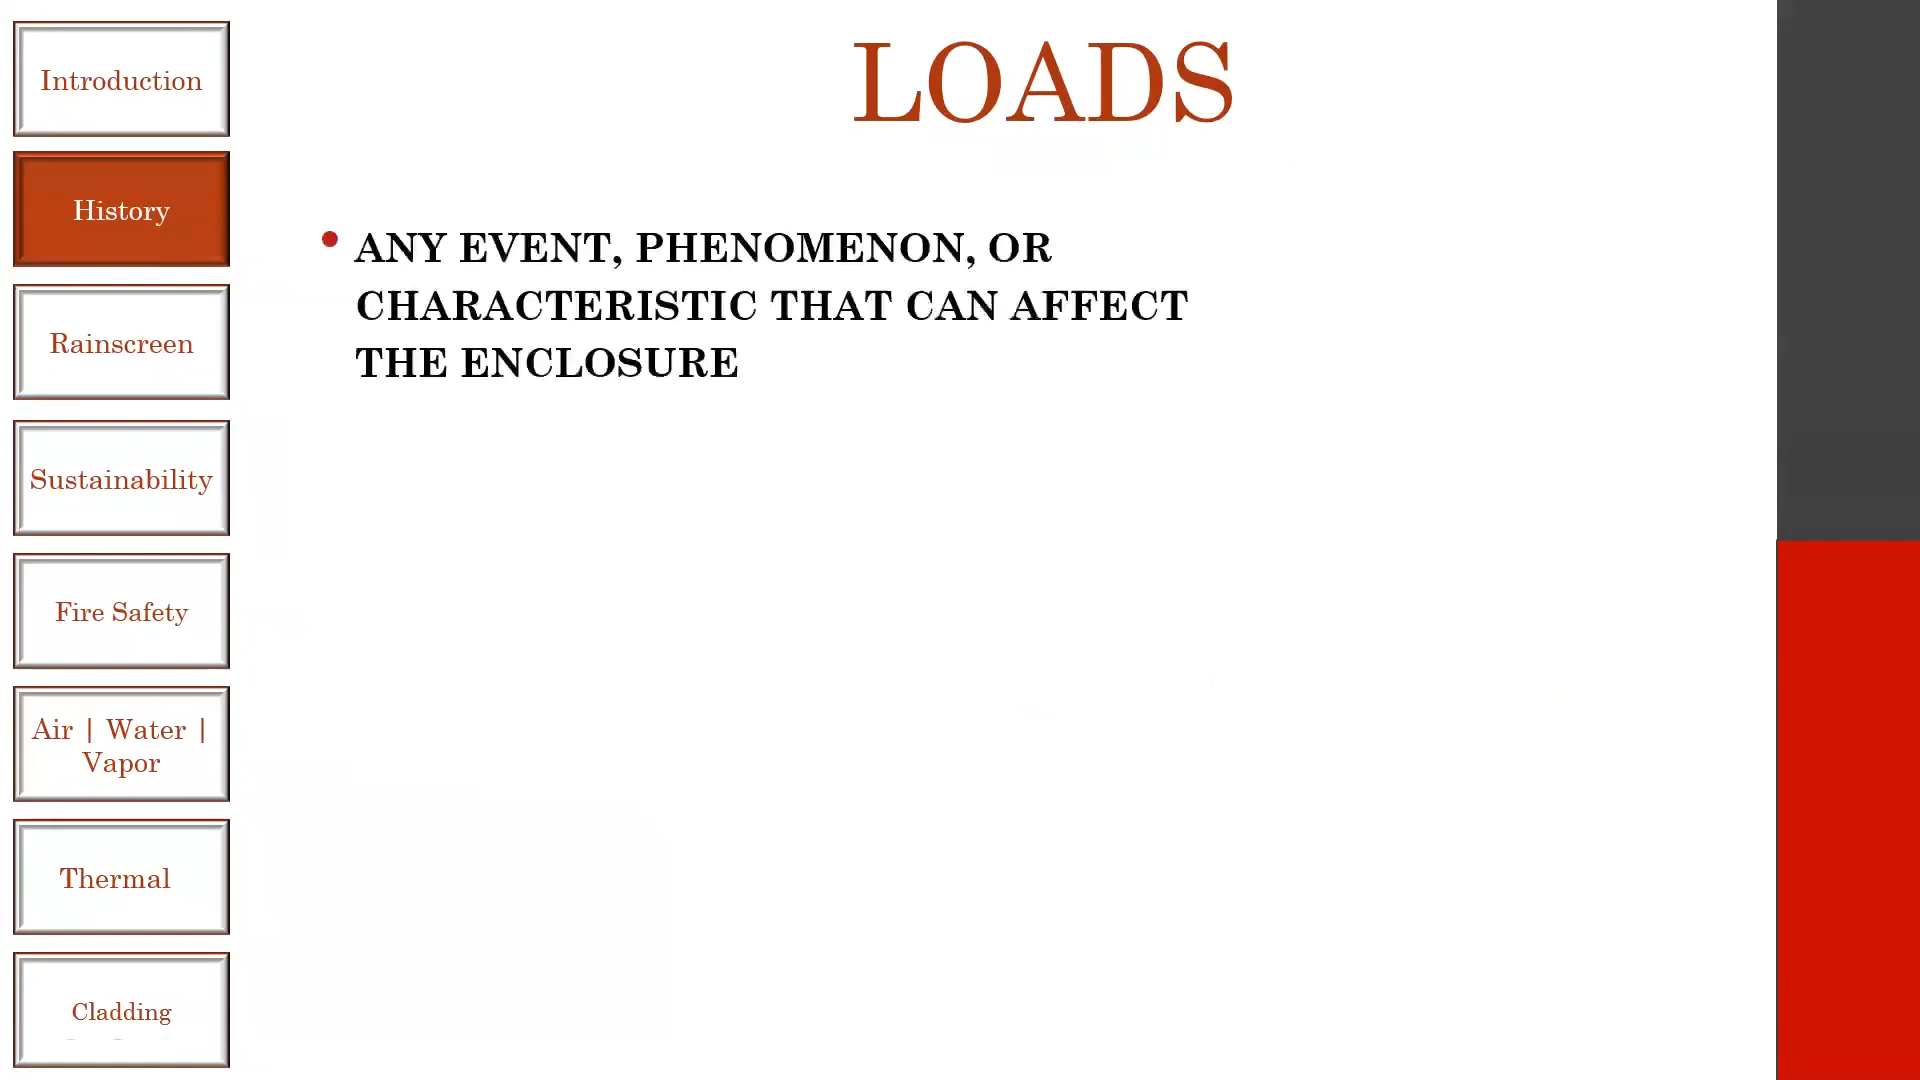 Introduction
History
Rainscreen
Sustainability
Fire Safety
Air | Water |
Vapor
Thermal
Cladding
LOADS
• ANY EVENT, PHENOMENON, OR
CHARACTERISTIC THAT CAN AFFECT
THE ENCLOSURE